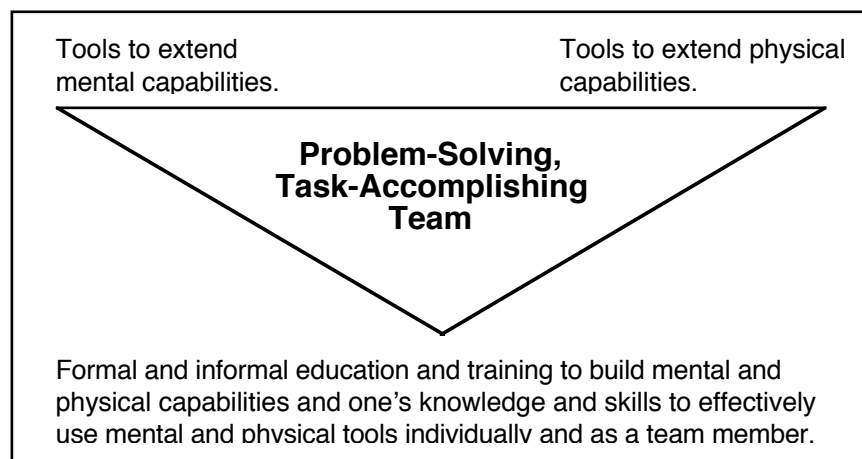 Tools to extend
mental capabilities.
Tools to extend physical
capabilities.
Problem-Solving,
Task-Accomplishing
Team
Formal and informal education and training to build mental and
physical capabilities and one’s knowledge and skills to effectively
use mental and physical tools individually and as a team member.